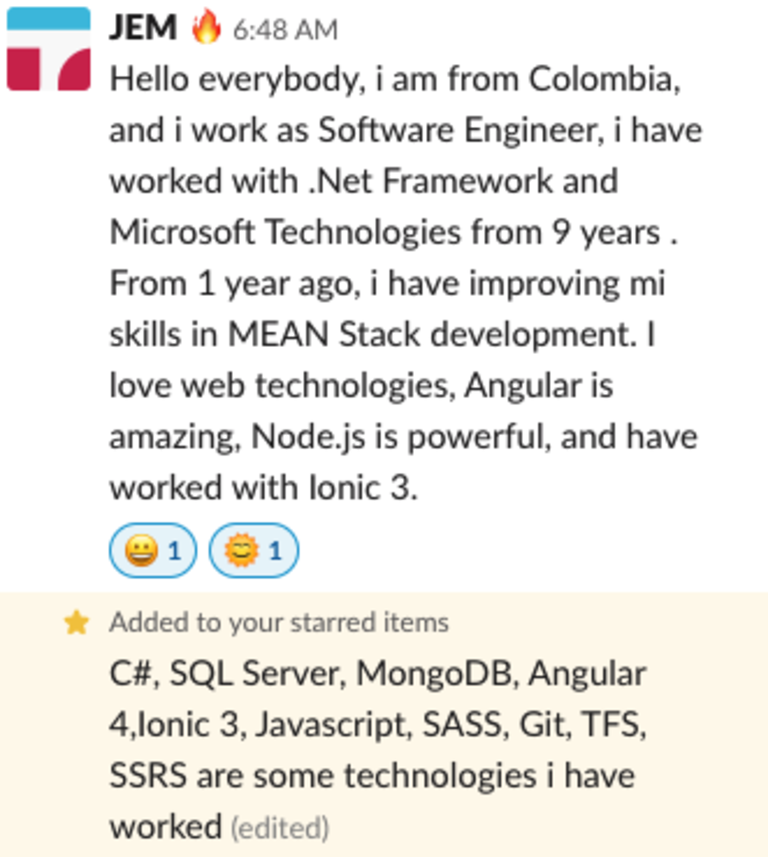 JEM 🔥 6:48 AM
Hello everybody, i am from Colombia,
and i work as Software Engineer, i have
worked with .Net Framework and
Microsoft Technologies from 9 years .
From 1 year ago, i have improving mi
skills in MEAN Stack development. I
love web technologies, Angular is
amazing, Node.js is powerful, and have
worked with Ionic 3.
😀 1 🌞 1
Added to your starred items
C#, SQL Server, MongoDB, Angular
4,Ionic 3, Javascript, SASS, Git, TFS,
SSRS are some technologies i have
worked (edited)